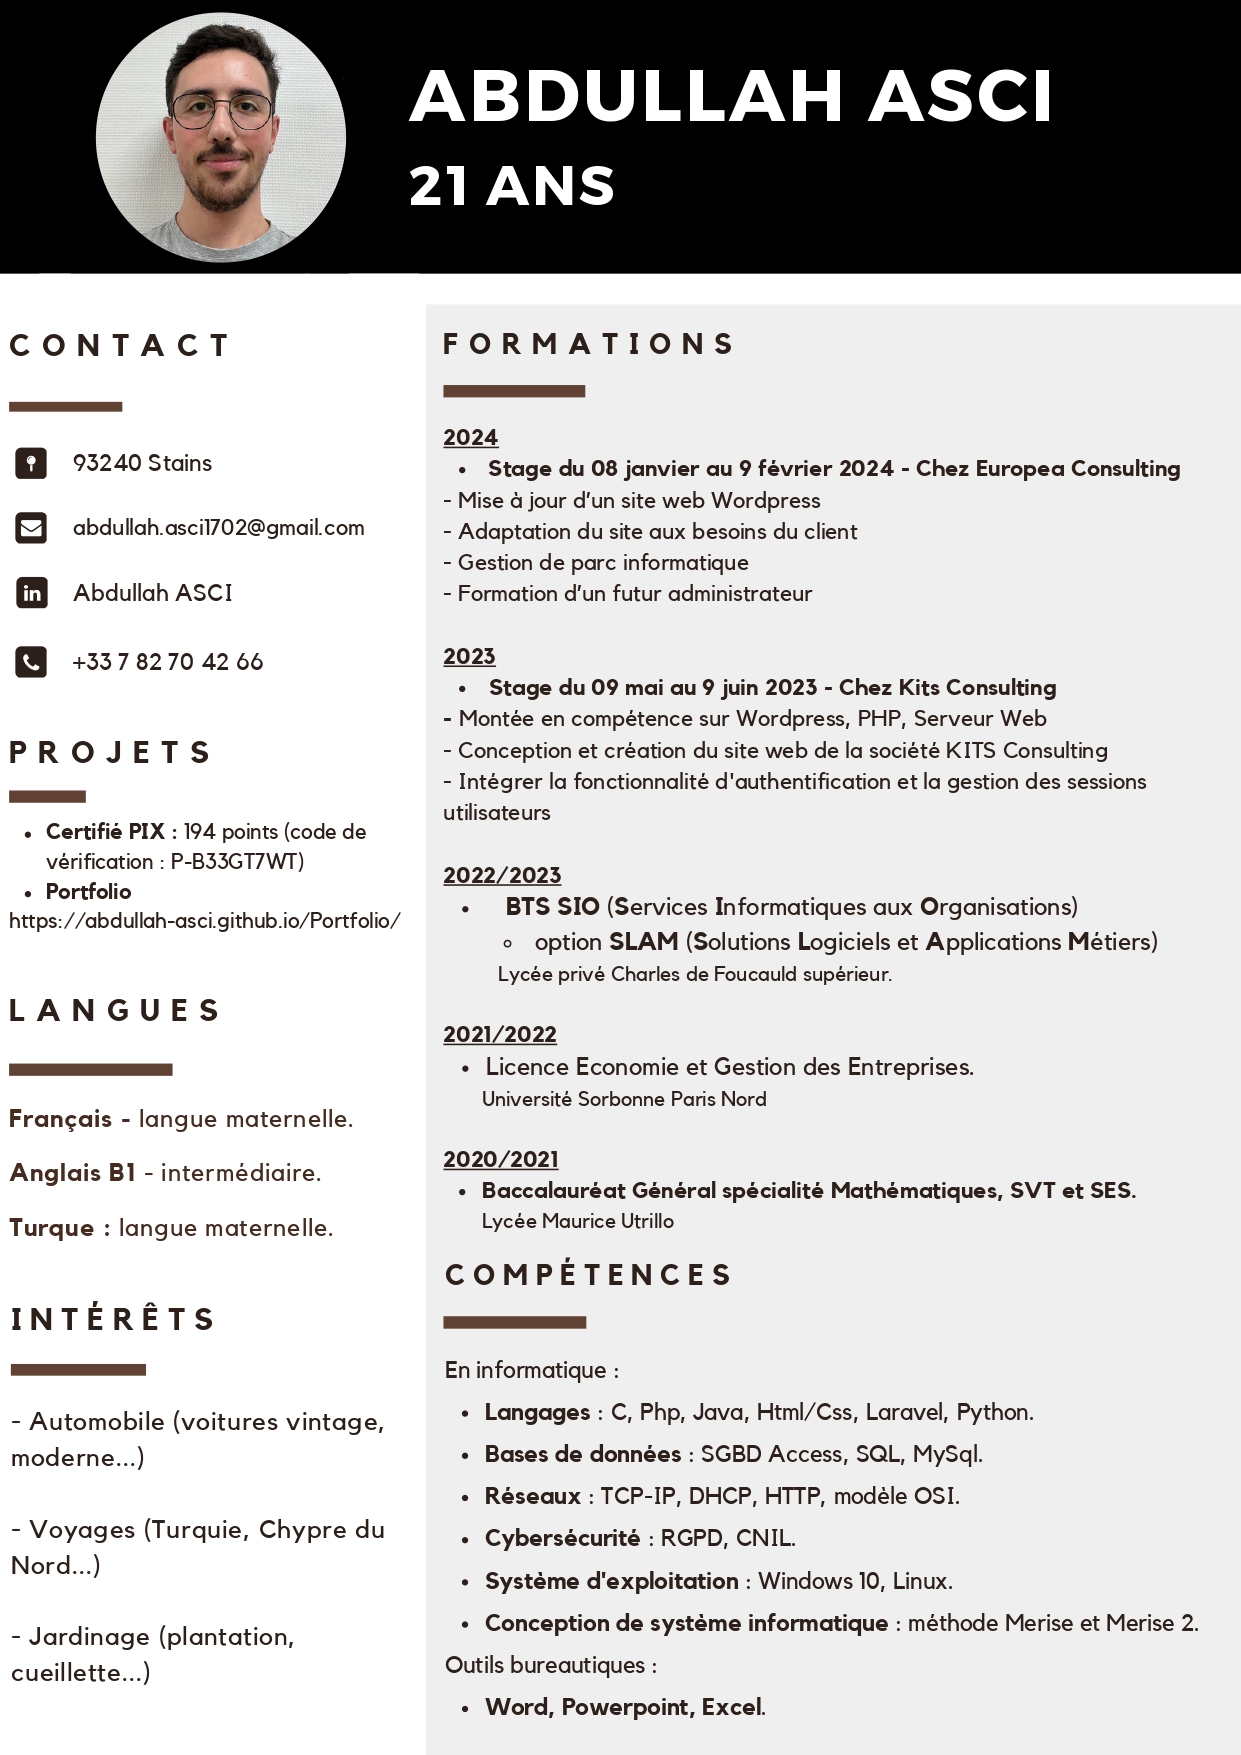 ABDULLAH ASCI
21 ANS
CONTACT
93240 Stains
abdullah.asci1702@gmail.com
Abdullah ASCI
+33 7 82 70 42 66
PROJETS
• Certifié PIX : 194 points (code de
vérification : P-B33GT7WT)
• Portfolio
https://abdullah-asci.github.io/Portfolio/
LANGUES
Français - langue maternelle.
Anglais B1 - intermédiaire.
Turque : langue maternelle.
INTÉRÊTS
- Automobile (voitures vintage,
moderne...)
- Voyages (Turquie, Chypre du
Nord...)
- Jardinage (plantation,
cueillette...)
FORMATIONS
2024
• Stage du 08 janvier au 9 février 2024 - Chez Europea Consulting
- Mise à jour d’un site web Wordpress
- Adaptation du site aux besoins du client
- Gestion de parc informatique
- Formation d’un futur administrateur
2023
• Stage du 09 mai au 9 juin 2023 - Chez Kits Consulting
- Montée en compétence sur Wordpress, PHP, Serveur Web
- Conception et création du site web de la société KITS Consulting
- Intégrer la fonctionnalité d'authentification et la gestion des sessions
utilisateurs
2022/2023
• BTS SIO (Services Informatiques aux Organisations)
◦ option SLAM (Solutions Logiciels et Applications Métiers)
Lycée privé Charles de Foucauld supérieur.
2021/2022
• Licence Economie et Gestion des Entreprises.
Université Sorbonne Paris Nord
2020/2021
• Baccalauréat Général spécialité Mathématiques, SVT et SES.
Lycée Maurice Utrillo
COMPÉTENCES
En informatique :
• Langages : C, Php, Java, Html/Css, Laravel, Python.
• Bases de données : SGBD Access, SQL, MySql.
• Réseaux : TCP-IP, DHCP, HTTP, modèle OSI.
• Cybersécurité : RGPD, CNIL.
• Système d'exploitation : Windows 10, Linux.
• Conception de système informatique : méthode Merise et Merise 2.
Outils bureautiques :
• Word, Powerpoint, Excel.